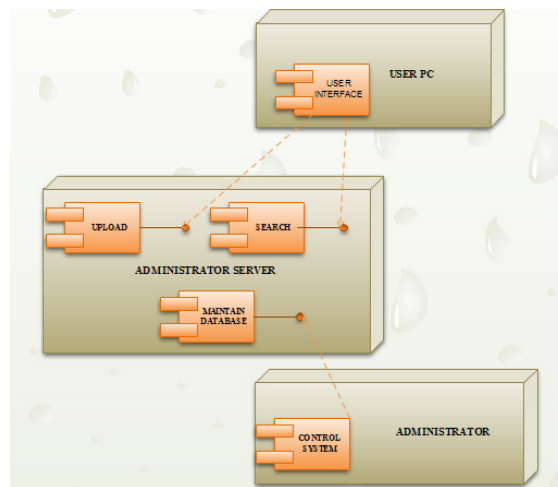 USER
INTERFACE
USER PC
UPLOAD
SEARCH
ADMINISTRATOR SERVER
MAINTAIN
DATABASE
CONTROL
SYSTEM
ADMINISTRATOR